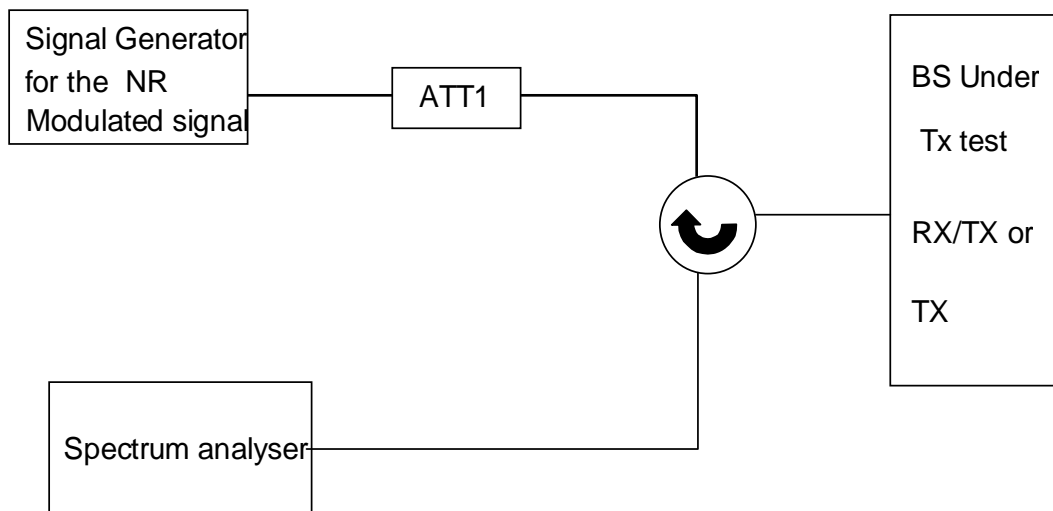 Signal Generator
for the NR
Modulated signal
ATT1
BS Under
Tx test
RX/TX or
TX
Spectrum analyser